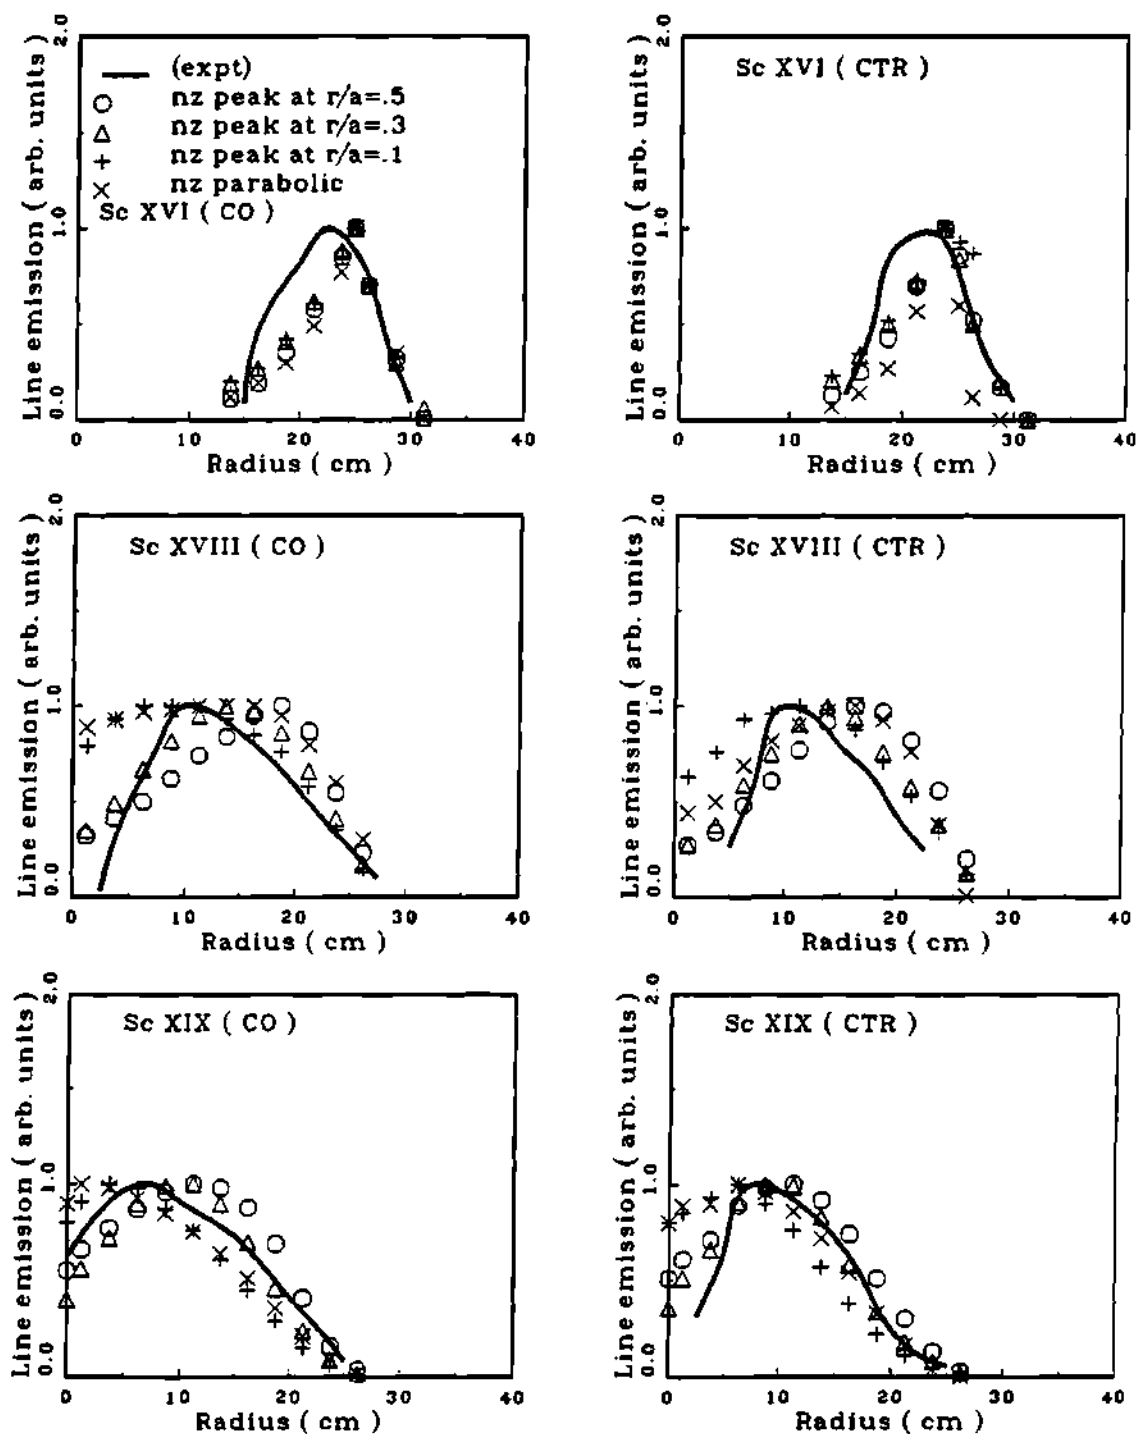 2.0
(expt)
nz peak at r/a=.5
nz peak at r/a=.3
nz peak at r/a=.1
nz parabolic
Sc XVI ( CO )
1.0
0.0
Line emission ( arb. units )
0 10 20 30 40
Radius ( cm )
2.0
Sc XVI ( CTR )
1.0
0.0
Line emission ( arb. units )
0 10 20 30 40
Radius ( cm )
2.0
Sc XVIII ( CO )
1.0
0.0
Line emission ( arb. units )
0 10 20 30 40
Radius ( cm )
2.0
Sc XVIII ( CTR )
1.0
0.0
Line emission ( arb. units )
0 10 20 30 40
Radius ( cm )
2.0
Sc XIX ( CO )
1.0
0.0
Line emission ( arb. units )
0 10 20 30 40
Radius ( cm )
2.0
Sc XIX ( CTR )
1.0
0.0
Line emission ( arb. units )
0 10 20 30 40
Radius ( cm )